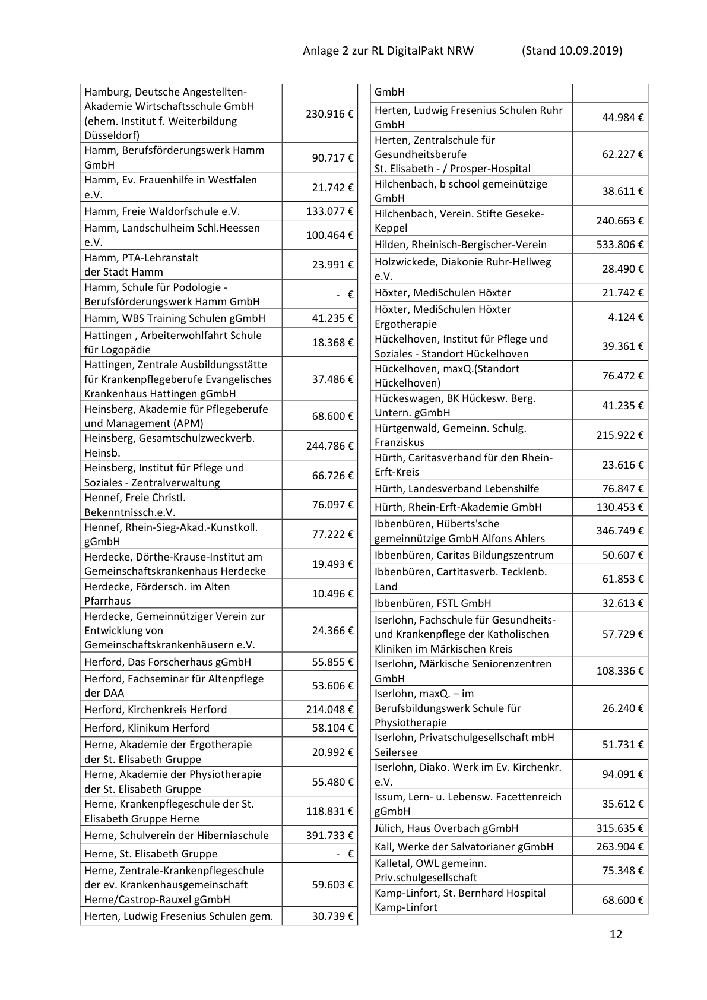 Anlage 2 zur RL DigitalPakt NRW (Stand 10.09.2019)
Hamburg, Deutsche Angestellten-
Akademie Wirtschaftsschule GmbH
(ehem. Institut f. Weiterbildung
Düsseldorf) 230.916 €
Hamm, Berufsförderungswerk Hamm
GmbH 90.717 €
Hamm, Ev. Frauenhilfe in Westfalen
e.V. 21.742 €
Hamm, Freie Waldorfschule e.V. 133.077 €
Hamm, Landschulheim Schl.Heessen
e.V. 100.464 €
Hamm, PTA-Lehranstalt
der Stadt Hamm 23.991 €
Hamm, Schule für Podologie -
Berufsförderungswerk Hamm GmbH - €
Hamm, WBS Training Schulen gGmbH 41.235 €
Hattingen , Arbeiterwohlfahrt Schule
für Logopädie 18.368 €
Hattingen, Zentrale Ausbildungsstätte
für Krankenpflegeberufe Evangelisches
Krankenhaus Hattingen gGmbH 37.486 €
Heinsberg, Akademie für Pflegeberufe
und Management (APM) 68.600 €
Heinsberg, Gesamtschulzweckverb.
Heinsb. 244.786 €
Heinsberg, Institut für Pflege und
Soziales - Zentralverwaltung 66.726 €
Hennef, Freie Christl.
Bekenntnissch.e.V. 76.097 €
Hennef, Rhein-Sieg-Akad.-Kunstkoll.
gGmbH 77.222 €
Herdecke, Dörthe-Krause-Institut am
Gemeinschaftskrankenhaus Herdecke 19.493 €
Herdecke, Fördersch. im Alten
Pfarrhaus 10.496 €
Herdecke, Gemeinnütziger Verein zur
Entwicklung von
Gemeinschaftskrankenhäusern e.V. 24.366 €
Herford, Das Forscherhaus gGmbH 55.855 €
Herford, Fachseminar für Altenpflege
der DAA 53.606 €
Herford, Kirchenkreis Herford 214.048 €
Herford, Klinikum Herford 58.104 €
Herne, Akademie der Ergotherapie
der St. Elisabeth Gruppe 20.992 €
Herne, Akademie der Physiotherapie
der St. Elisabeth Gruppe 55.480 €
Herne, Krankenpflegeschule der St.
Elisabeth Gruppe Herne 118.831 €
Herne, Schulverein der Hiberniaschule 391.733 €
Herne, St. Elisabeth Gruppe - €
Herne, Zentrale-Krankenpflegeschule
der ev. Krankenhausgemeinschaft
Herne/Castrop-Rauxel gGmbH 59.603 €
Herten, Ludwig Fresenius Schulen gem. 30.739 €
GmbH
Herten, Ludwig Fresenius Schulen Ruhr
GmbH 44.984 €
Herten, Zentralschule für
Gesundheitsberufe
St. Elisabeth - / Prosper-Hospital 62.227 €
Hilchenbach, b school gemeinützige
GmbH 38.611 €
Hilchenbach, Verein. Stifte Geseke-
Keppel 240.663 €
Hilden, Rheinisch-Bergischer-Verein 533.806 €
Holzwickede, Diakonie Ruhr-Hellweg
e.V. 28.490 €
Höxter, MediSchulen Höxter 21.742 €
Höxter, MediSchulen Höxter
Ergotherapie 4.124 €
Hückelhoven, Institut für Pflege und
Soziales - Standort Hückelhoven 39.361 €
Hückelhoven, maxQ.(Standort
Hückelhoven) 76.472 €
Hückeswagen, BK Hückesw. Berg.
Untern. gGmbH 41.235 €
Hürtgenwald, Gemeinn. Schulg.
Franziskus 215.922 €
Hürth, Caritasverband für den Rhein-
Erft-Kreis 23.616 €
Hürth, Landesverband Lebenshilfe 76.847 €
Hürth, Rhein-Erft-Akademie GmbH 130.453 €
Ibbenbüren, Hüberts'sche
gemeinnützige GmbH Alfons Ahlers 346.749 €
Ibbenbüren, Caritas Bildungszentrum 50.607 €
Ibbenbüren, Cartitasverb. Tecklenb.
Land 61.853 €
Ibbenbüren, FSTL GmbH 32.613 €
Iserlohn, Fachschule für Gesundheits-
und Krankenpflege der Katholischen
Kliniken im Märkischen Kreis 57.729 €
Iserlohn, Märkische Seniorenzentren
GmbH 108.336 €
Iserlohn, maxQ. – im
Berufsbildungswerk Schule für
Physiotherapie 26.240 €
Iserlohn, Privatschulgesellschaft mbH
Seilersee 51.731 €
Iserlohn, Diako. Werk im Ev. Kirchenkr.
e.V. 94.091 €
Issum, Lern- u. Lebensw. Facettenreich
gGmbH 35.612 €
Jülich, Haus Overbach gGmbH 315.635 €
Kall, Werke der Salvatorianer gGmbH 263.904 €
Kalletal, OWL gemeinn.
Priv.schulgesellschaft 75.348 €
Kamp-Linfort, St. Bernhard Hospital
Kamp-Linfort 68.600 €
12